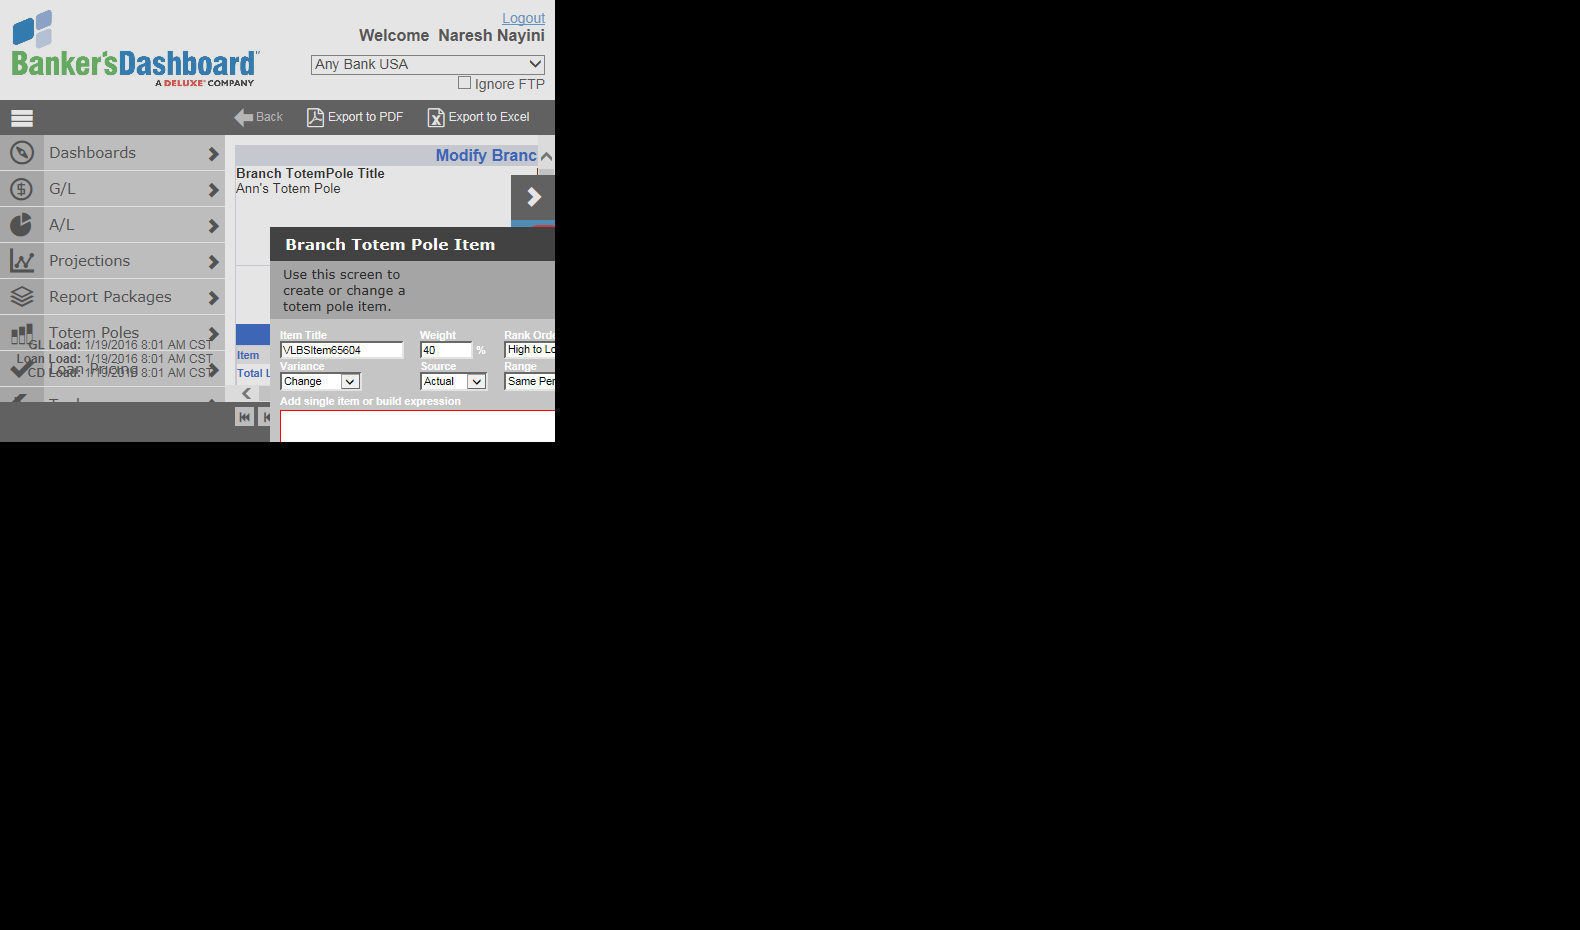 Logout
Welcome Naresh Nayini
Banker'sDashboard™
A DELUXE® COMPANY
Any Bank USA
Ignore FTP
Back
Export to PDF
Export to Excel
Dashboards
G/L
A/L
Projections
Report Packages
Totem Poles
GL Load: 1/19/2016 8:01 AM CST
Loan Load: 1/19/2016 8:01 AM CST
Loan Pricing
CD Load: 1/19/2016 8:01 AM CST
Modify Branc
Branch TotemPole Title
Ann's Totem Pole
Item
Total L
Branch Totem Pole Item
Use this screen to
create or change a
totem pole item.
Item Title Weight Rank Orde
VLBSItem65604 40 % High to Lo
Variance Source Range
Change Actual Same Per
Add single item or build expression